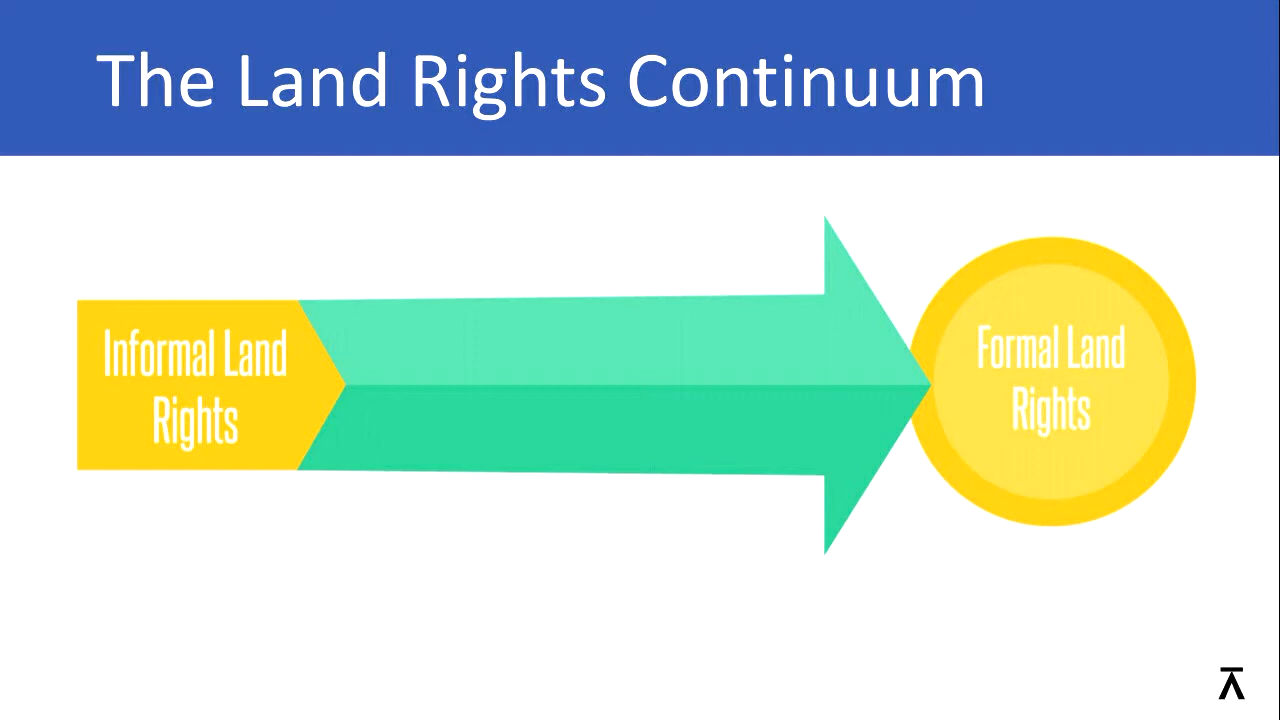 The Land Rights Continuum
Informal Land
Rights
Formal Land
Rights